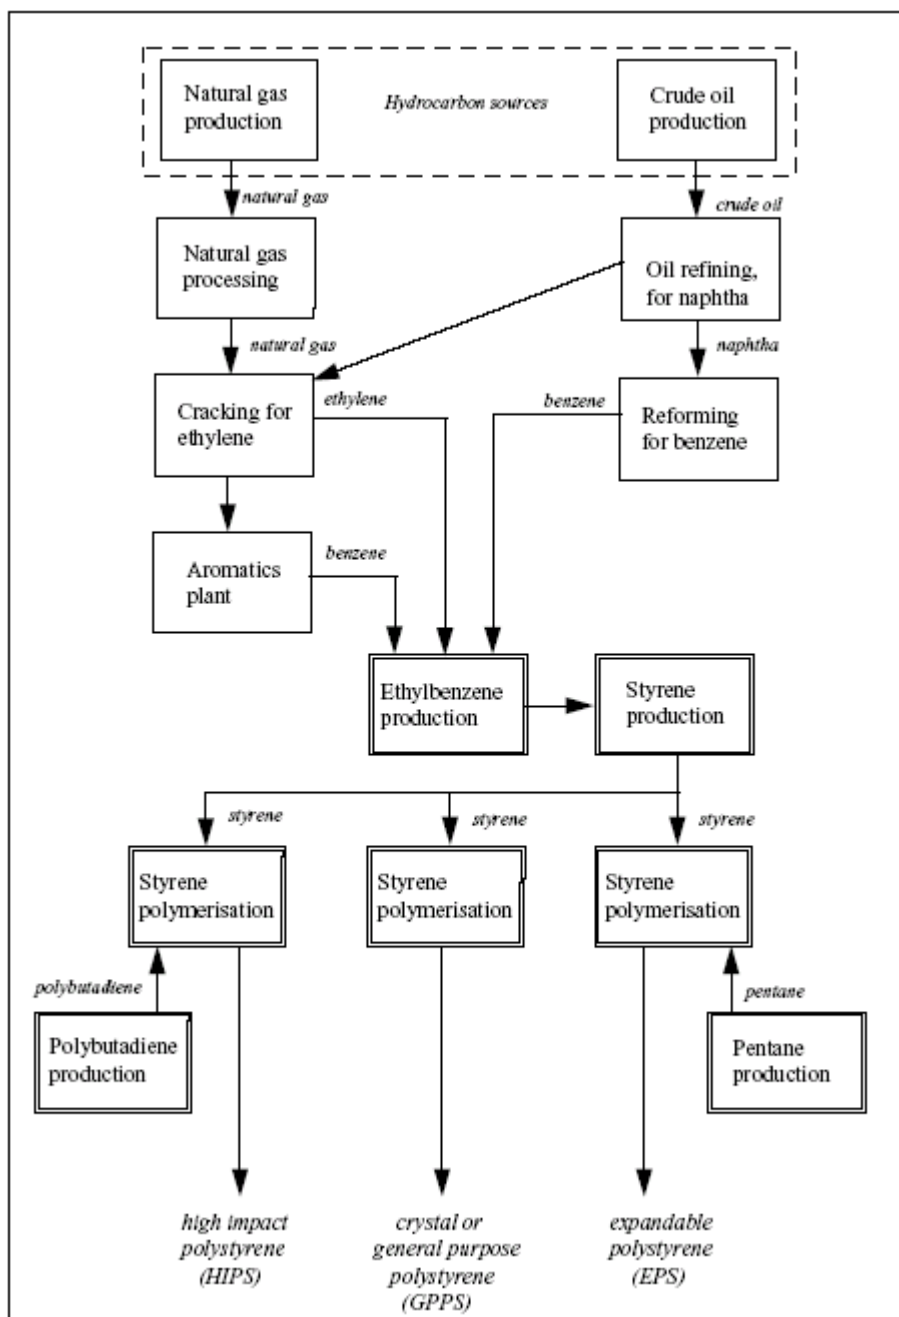 Natural gas
production
Hydrocarbon sources
Crude oil
production
natural gas
crude oil
Natural gas
processing
Oil refining,
for naphtha
natural gas
naphtha
Cracking for
ethylene
ethylene
benzene
Reforming
for benzene
Aromatics
plant
benzene
Ethylbenzene
production
Styrene
production
styrene
styrene
styrene
Styrene
polymerisation
Styrene
polymerisation
Styrene
polymerisation
polybutadiene
pentane
Polybutadiene
production
Pentane
production
high impact
polystyrene
(HIPS)
crystal or
general purpose
polystyrene
(GPPS)
expandable
polystyrene
(EPS)